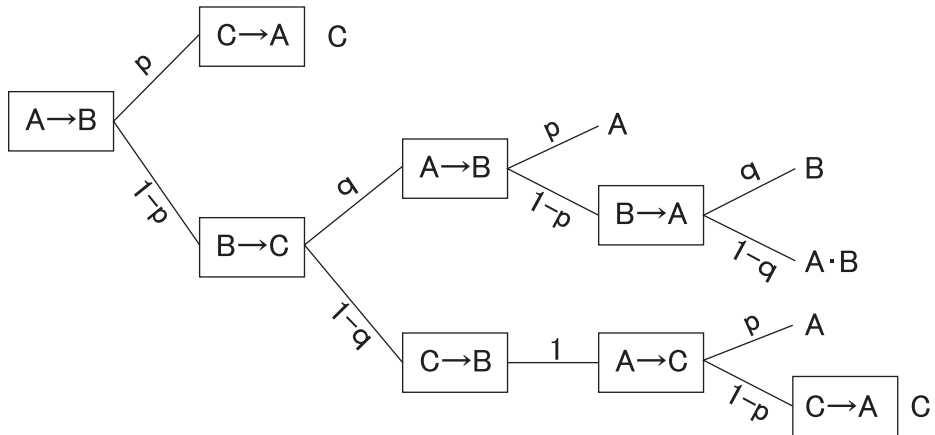 C→A C
p
A→B
p A
A→B
q B
q
1-p
1-p
B→A
B→C
1-q A·B
1-q
p A
1
C→B
A→C
1-p
C→A C